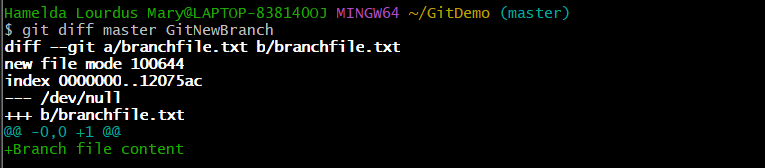 Hamelda Lourdus Mary@LAPTOP-838140OJ MINGW64 ~/GitDemo (master)
$ git diff master GitNewBranch
diff --git a/branchfile.txt b/branchfile.txt
new file mode 100644
index 0000000..12075ac
--- /dev/null
+++ b/branchfile.txt
@@ -0,0 +1 @@
+Branch file content